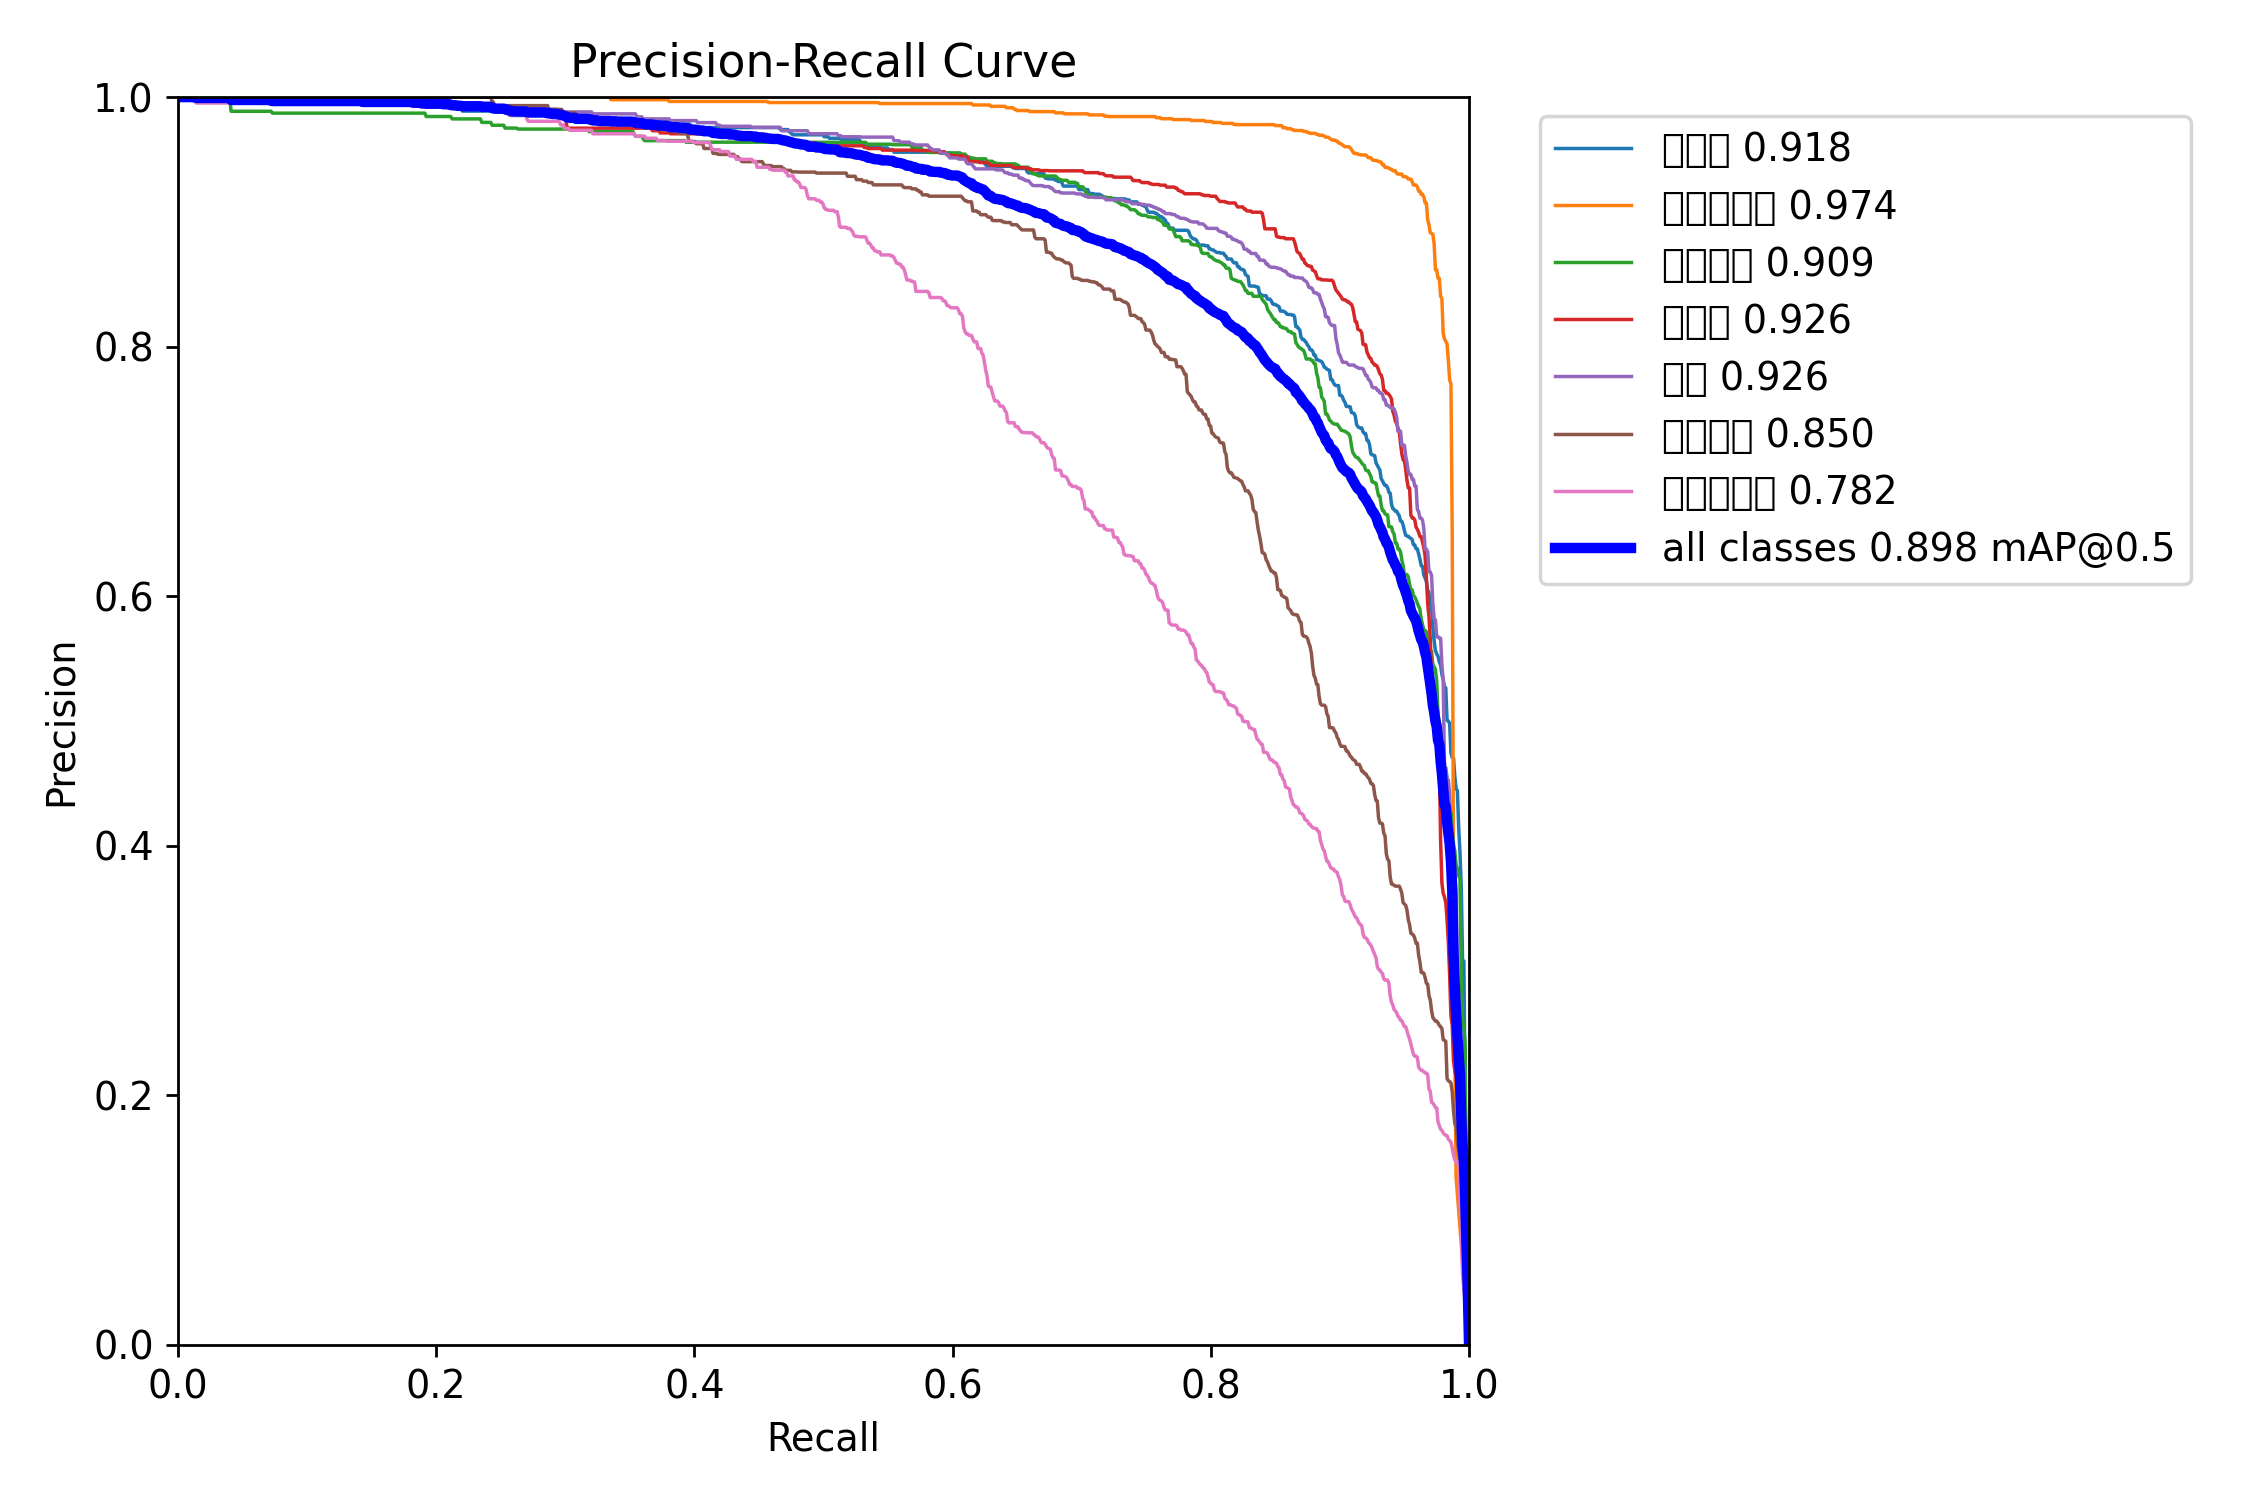 Precision-Recall Curve
1.0
0.8
0.6
0.4
0.2
0.0
Precision
0.0 0.2 0.4 0.6 0.8 1.0
Recall
□□□ 0.918
□□□□□ 0.974
□□□□ 0.909
□□□ 0.926
□□ 0.926
□□□□ 0.850
□□□□□ 0.782
all classes 0.898 mAP@0.5